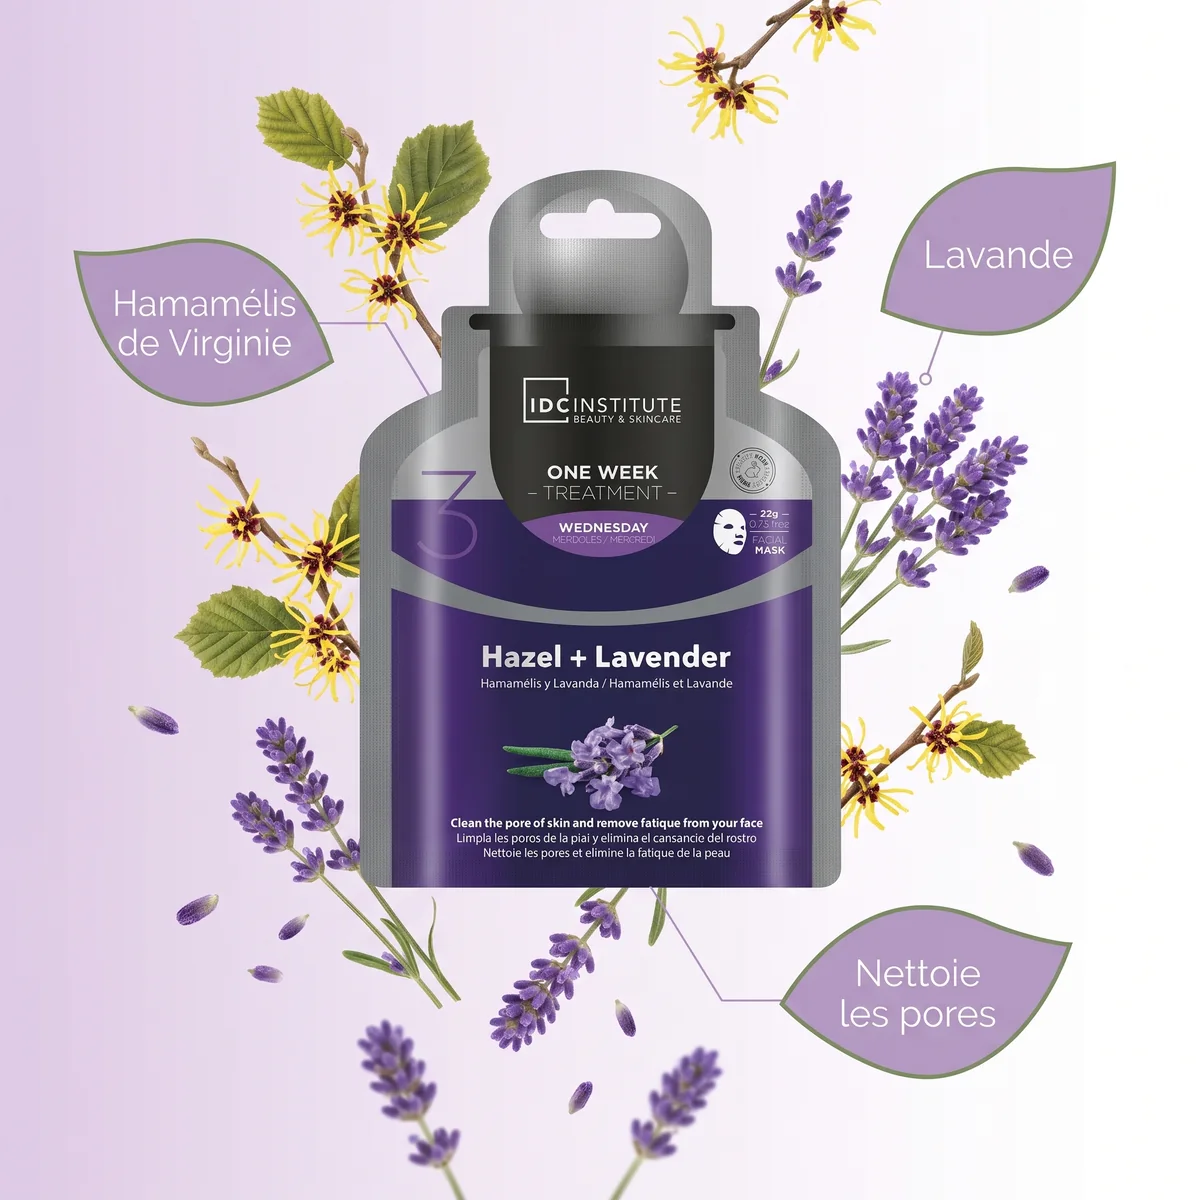 Lavande
Hamamélis
de Virginie
IDC INSTITUTE
BEAUTY & SKINCARE
3
ONE WEEK
– TREATMENT –
WEDNESDAY
MERDOLES / MERCREDI
– 22g –
0.75 froz
FACIAL
MASK
Hazel + Lavender
Hamamélis y Lavanda / Hamamélis et Lavande
Clean the pore of skin and remove fatique from your face
Limpla les poros de la piai y elimina el cansancie del rostro
Nettoie les pores et elimine la fatique de la peau
Nettoie
les pores